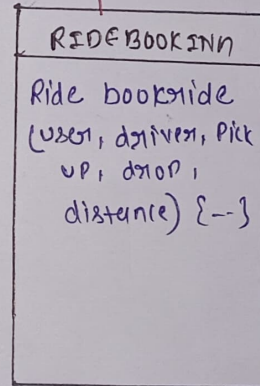 RIDEBOOKINN
Ride bookride
(user, driver, Pick
up, drop,
distance) {--}